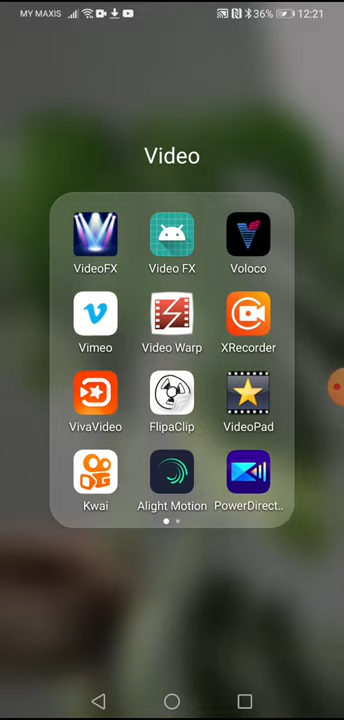 MY MAXIS
36%
12:21
Video
VideoFX
Video FX
Voloco
Vimeo
Video Warp
XRecorder
VivaVideo
FlipaClip
VideoPad
Kwai
Alight Motion
PowerDirect..